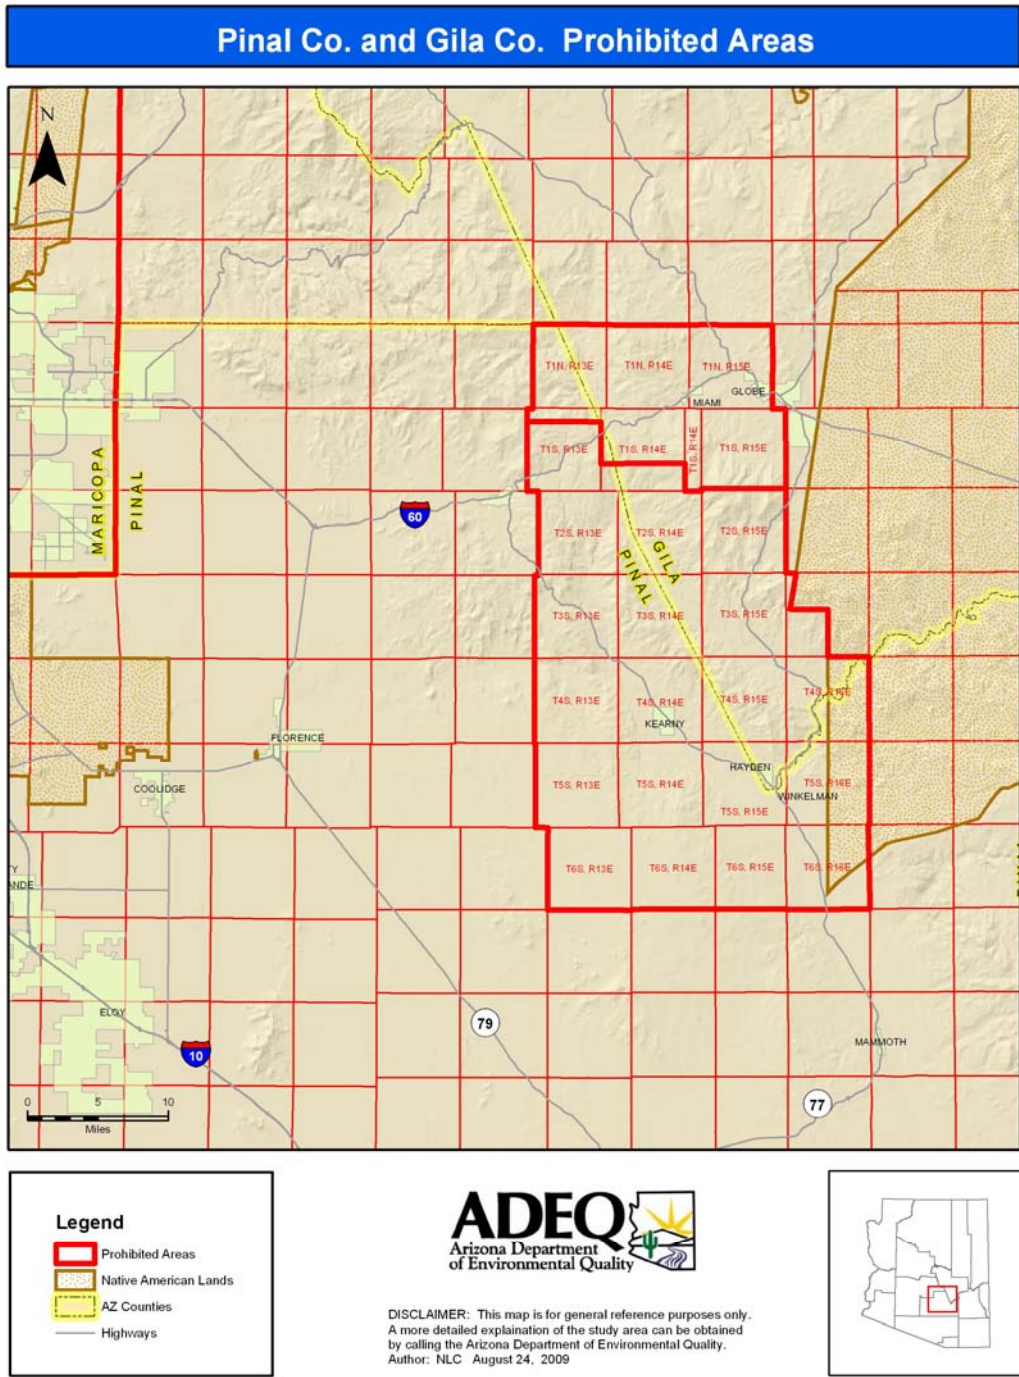 Pinal Co. and Gila Co. Prohibited Areas
N
T1N, R13E
T1N, R14E
T1N, R15E
GLOBE
MIAMI
T1S, R13E
T1S, R14E
T1S, R14E
T1S, R15E
MARICOPA
PINAL
60
T2S, R13E
T2S, R14E
T2S, R15E
GILA
PINAL
T3S, R13E
T3S, R14E
T3S, R15E
T4S, R13E
T4S, R14E
T4S, R15E
T4S, R16E
KEARNY
FLORENCE
HAYDEN
COOLIDGE
T5S, R13E
T5S, R14E
T5S, R16E
WINKELMAN
T5S, R15E
T6S, R13E
T6S, R14E
T6S, R15E
T6S, R16E
TY
ANDE
ELOY
79
10
MAMMOTH
77
0 5 10
Miles
Legend
Prohibited Areas
Native American Lands
AZ Counties
Highways
ADEQ
Arizona Department
of Environmental Quality
DISCLAIMER: This map is for general reference purposes only.
A more detailed explaination of the study area can be obtained
by calling the Arizona Department of Environmental Quality.
Author: NLC August 24, 2009